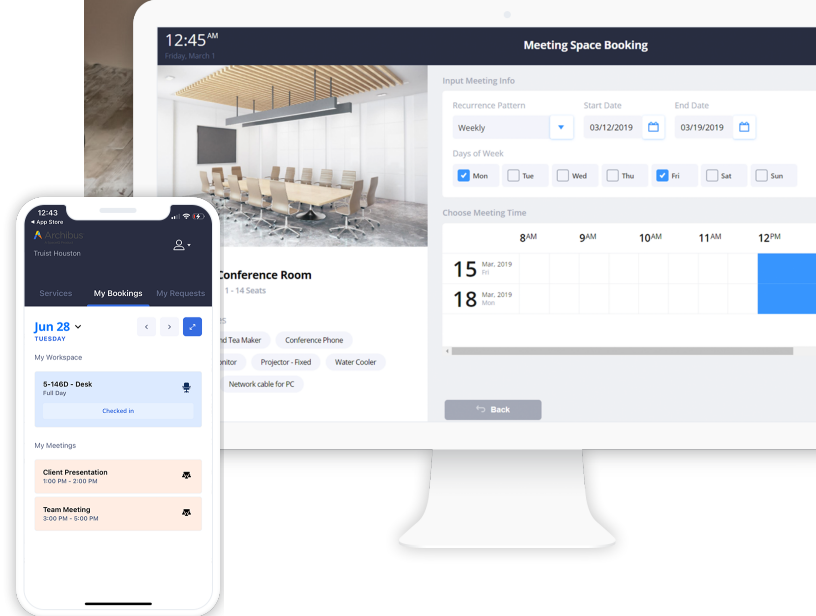 12:45 AM
Friday, March 1
Meeting Space Booking
Input Meeting Info
Recurrence Pattern
Start Date
End Date
Weekly
03/12/2019
03/19/2019
Days of Week
Mon
Tue
Wed
Thu
Fri
Sat
Sun
Choose Meeting Time
8AM
9AM
10AM
11AM
12PM
15 Mar, 2019
Fri
18 Mar, 2019
Mon
Back
Conference Room
1 - 14 Seats
Tea Maker
Conference Phone
Projector - Fixed
Water Cooler
Network cable for PC
12:43
App Store
Archibus
Truist Houston
Services
My Bookings
My Requests
Jun 28
TUESDAY
My Workspace
5-146D - Desk
Full Day
Checked in
My Meetings
Client Presentation
1:00 PM - 2:00 PM
Team Meeting
3:00 PM - 5:00 PM